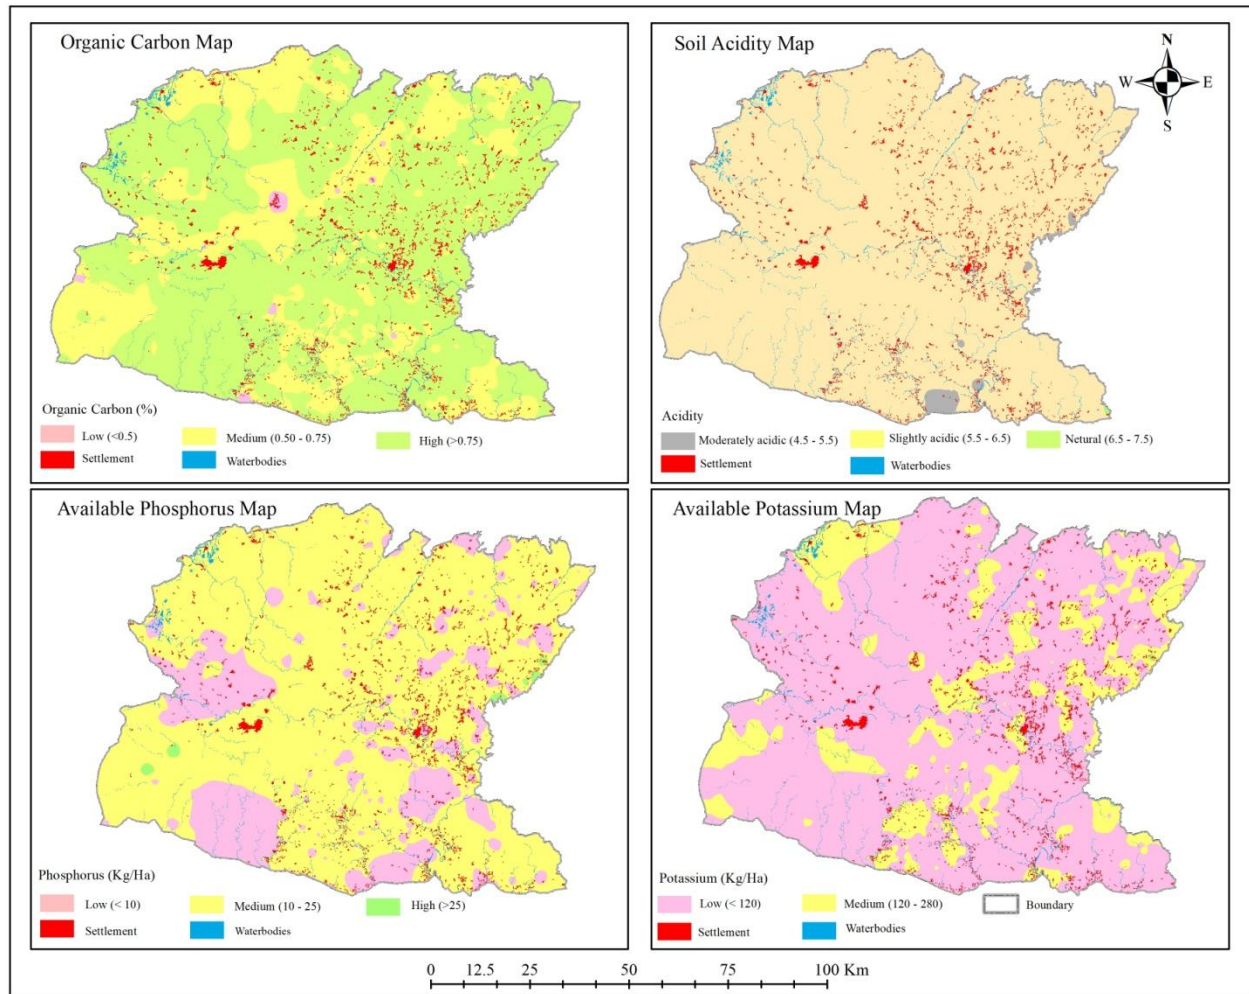 Organic Carbon Map
Organic Carbon (%)
Low (<0.5) Medium (0.50 - 0.75) High (>0.75)
Settlement Waterbodies
Soil Acidity Map
N
W E
S
Acidity
Moderately acidic (4.5 - 5.5) Slightly acidic (5.5 - 6.5) Netural (6.5 - 7.5)
Settlement Waterbodies
Available Phosphorus Map
Phosphorus (Kg/Ha)
Low (< 10) Medium (10 - 25) High (>25)
Settlement Waterbodies
Available Potassium Map
Potassium (Kg/Ha)
Low (< 120) Medium (120 - 280) Boundary
Settlement Waterbodies
0 12.5 25 50 75 100 Km